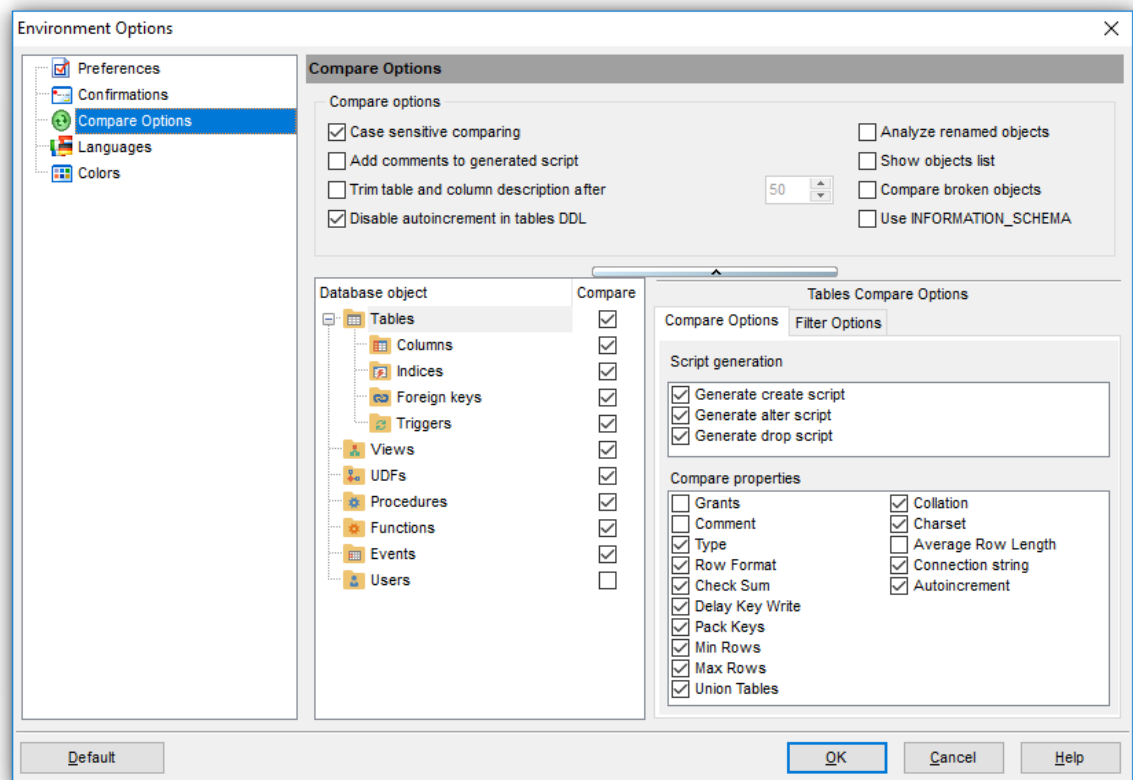 Environment Options
Preferences
Confirmations
Compare Options
Languages
Colors
Compare Options
Compare options
Case sensitive comparing
Add comments to generated script
Trim table and column description after
50
Disable autoincrement in tables DDL
Analyze renamed objects
Show objects list
Compare broken objects
Use INFORMATION_SCHEMA
Database object Compare
Tables
Columns
Indices
Foreign keys
Triggers
Views
UDFs
Procedures
Functions
Events
Users
Tables Compare Options
Compare Options Filter Options
Script generation
Generate create script
Generate alter script
Generate drop script
Compare properties
Grants
Comment
Type
Row Format
Check Sum
Delay Key Write
Pack Keys
Min Rows
Max Rows
Union Tables
Collation
Charset
Average Row Length
Connection string
Autoincrement
Default OK Cancel Help